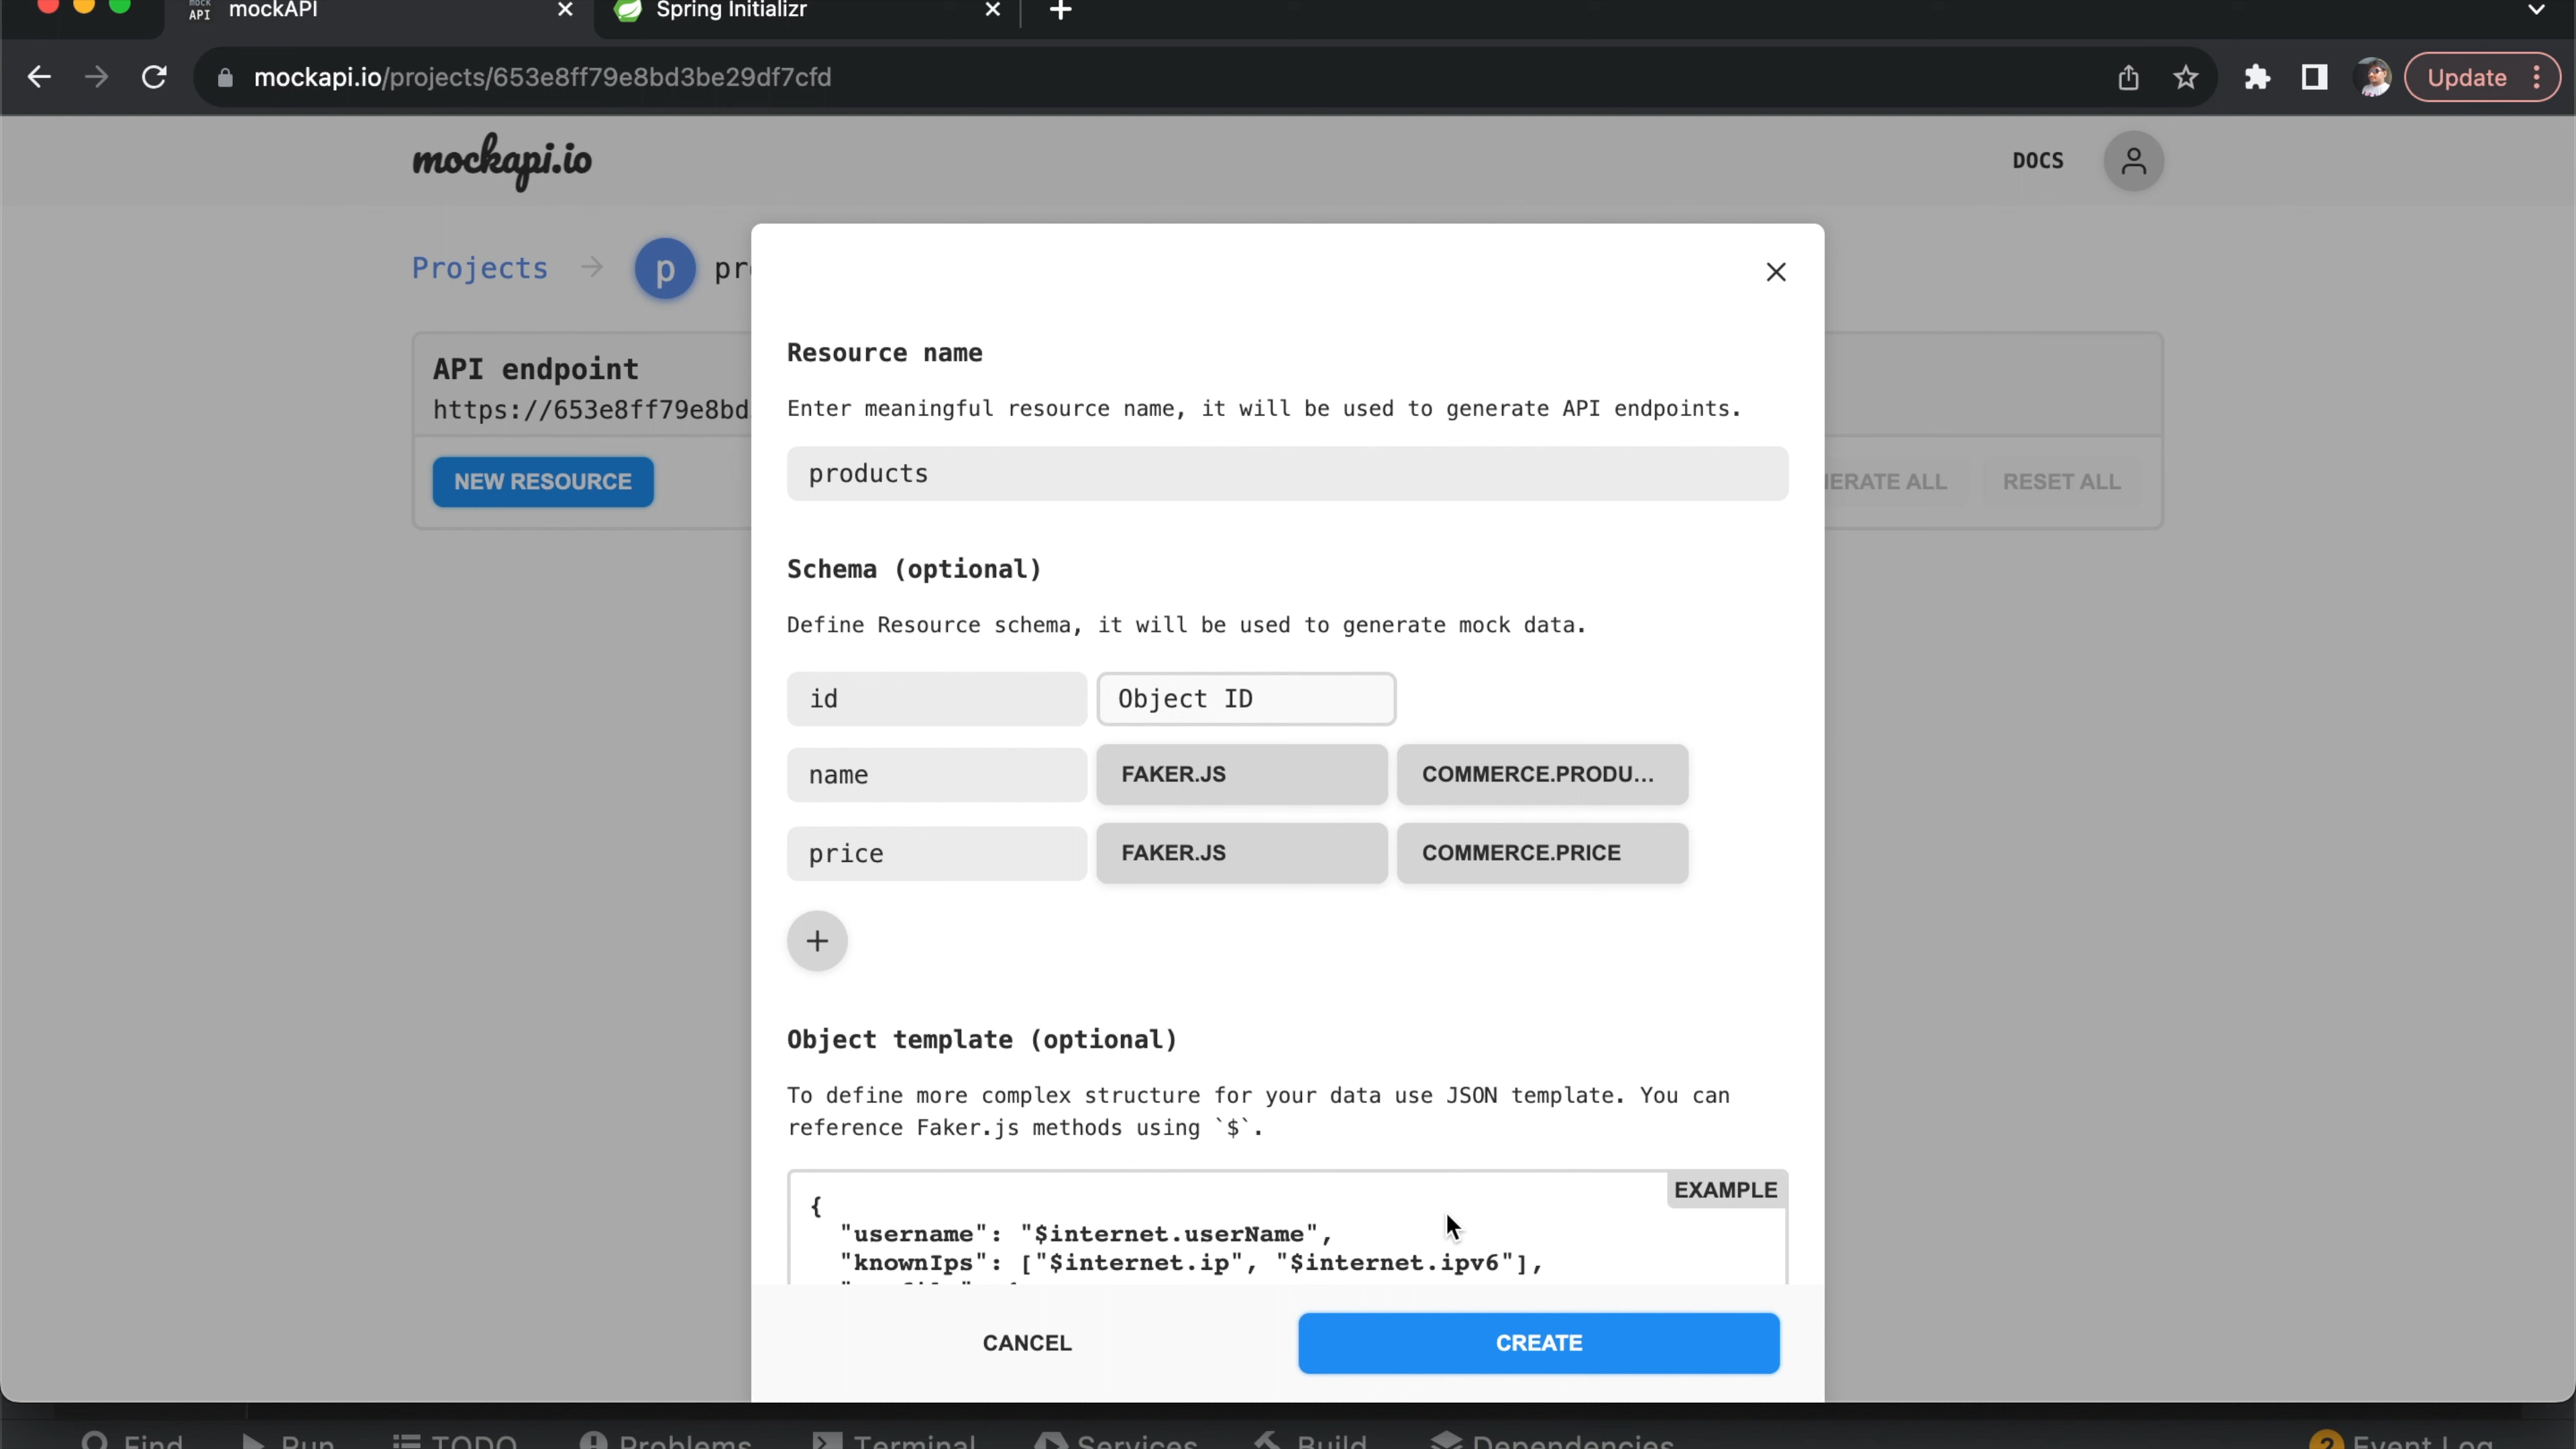 mock
API
mockAPI
Spring Initializr
mockapi.io/projects/653e8ff79e8bd3be29df7cfd
Update
mockapi.io
DOCS
Projects
p
API endpoint
https://653e8ff79e8bd
NEW RESOURCE
ERATE ALL
RESET ALL
Resource name
Enter meaningful resource name, it will be used to generate API endpoints.
products
Schema (optional)
Define Resource schema, it will be used to generate mock data.
id Object ID
name FAKER.JS COMMERCE.PRODU...
price FAKER.JS COMMERCE.PRICE
Object template (optional)
To define more complex structure for your data use JSON template. You can
reference Faker.js methods using `$`.
EXAMPLE
{
"username": "$internet.userName",
"knownIps": ["$internet.ip", "$internet.ipv6"],
CANCEL
CREATE
Find Run TODO Problems Terminal Services Build Dependencies 2 Event Log